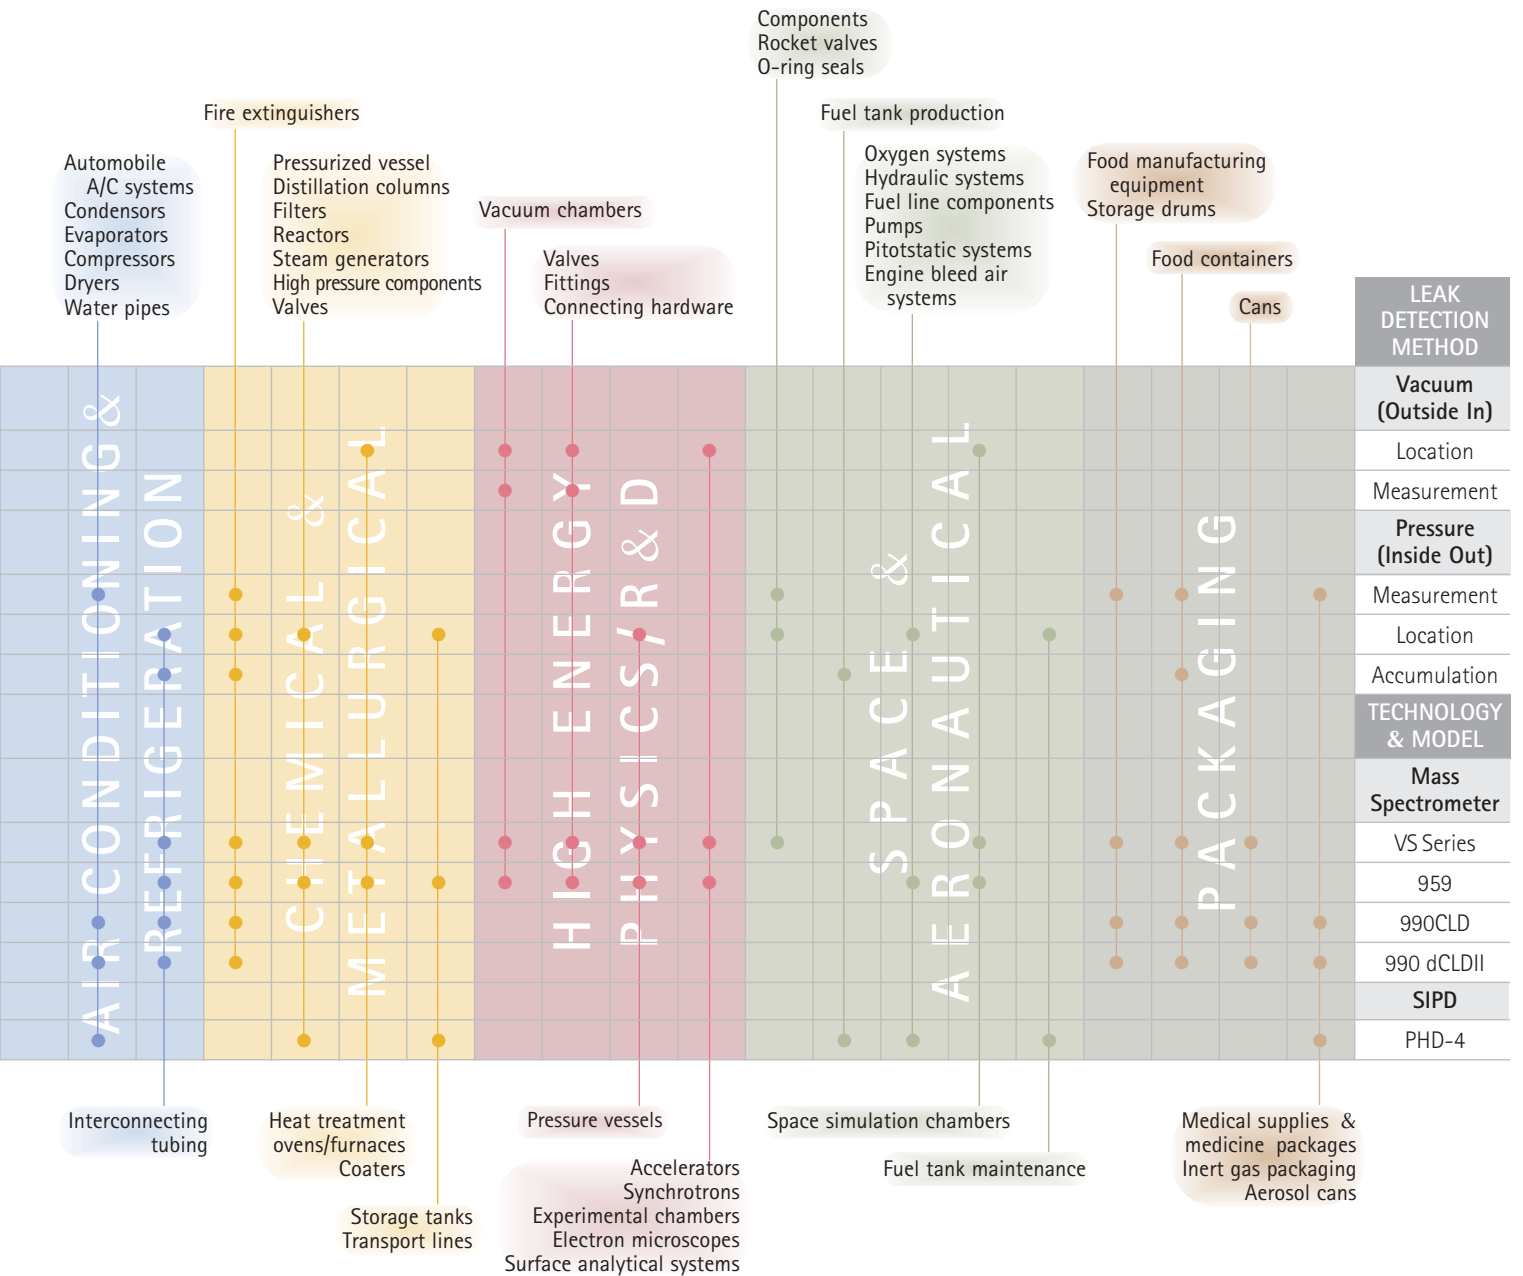 Components
Rocket valves
O-ring seals
Fire extinguishers
Fuel tank production
Automobile
A/C systems
Condensors
Evaporators
Compressors
Dryers
Water pipes
Pressurized vessel
Distillation columns
Filters
Reactors
Steam generators
High pressure components
Valves
Vacuum chambers
Valves
Fittings
Connecting hardware
Oxygen systems
Hydraulic systems
Fuel line components
Pumps
Pitotstatic systems
Engine bleed air
systems
Food manufacturing
equipment
Storage drums
Food containers
Cans
AIR CONDITIONING &
REFRIGERATION
CHEMICAL &
METALLURGICAL
HIGH ENERGY
PHYSICS/R&D
SPACE &
AERONAUTICAL
PACKAGING
LEAK
DETECTION
METHOD
Vacuum
(Outside In)
Location
Measurement
Pressure
(Inside Out)
Measurement
Location
Accumulation
TECHNOLOGY
& MODEL
Mass
Spectrometer
VS Series
959
990CLD
990 dCLDII
SIPD
PHD-4
Interconnecting
tubing
Heat treatment
ovens/furnaces
Coaters
Storage tanks
Transport lines
Pressure vessels
Accelerators
Synchrotrons
Experimental chambers
Electron microscopes
Surface analytical systems
Space simulation chambers
Fuel tank maintenance
Medical supplies &
medicine packages
Inert gas packaging
Aerosol cans